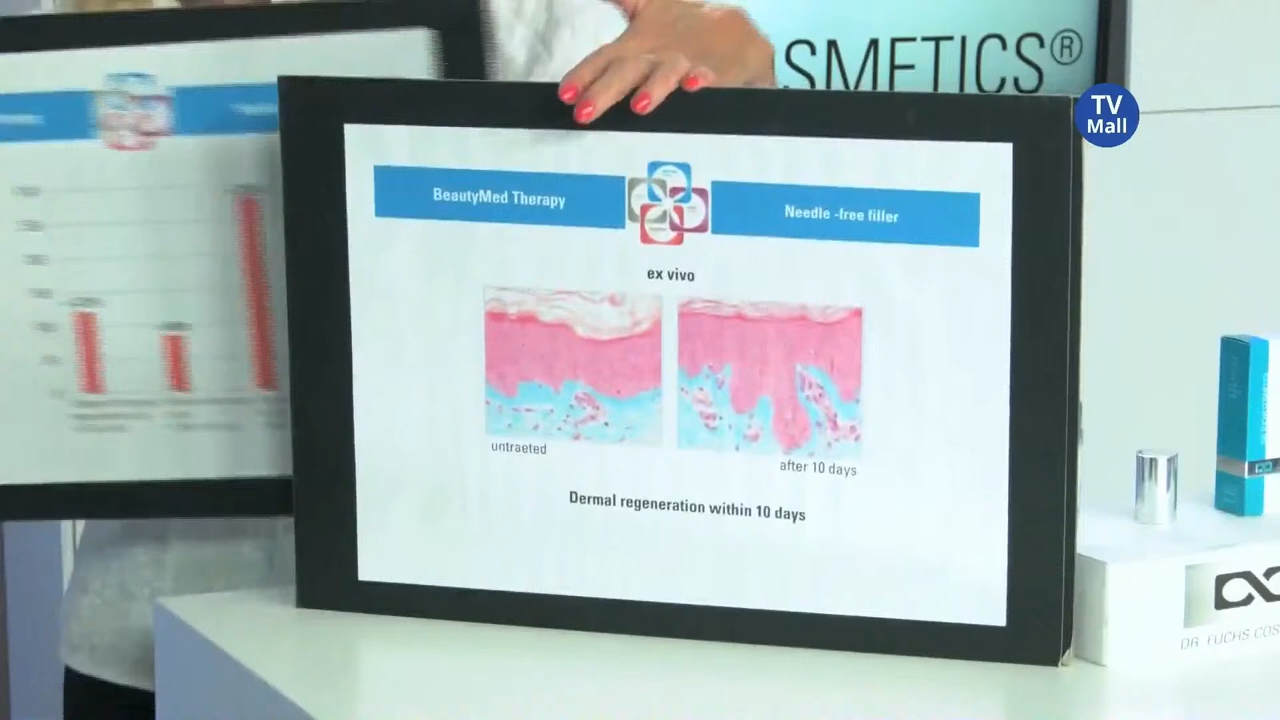 SMETICS®
TV
Mall
BeautyMed Therapy
Needle -free filler
ex vivo
untraeted
after 10 days
Dermal regeneration within 10 days
DR. FUCHS COS